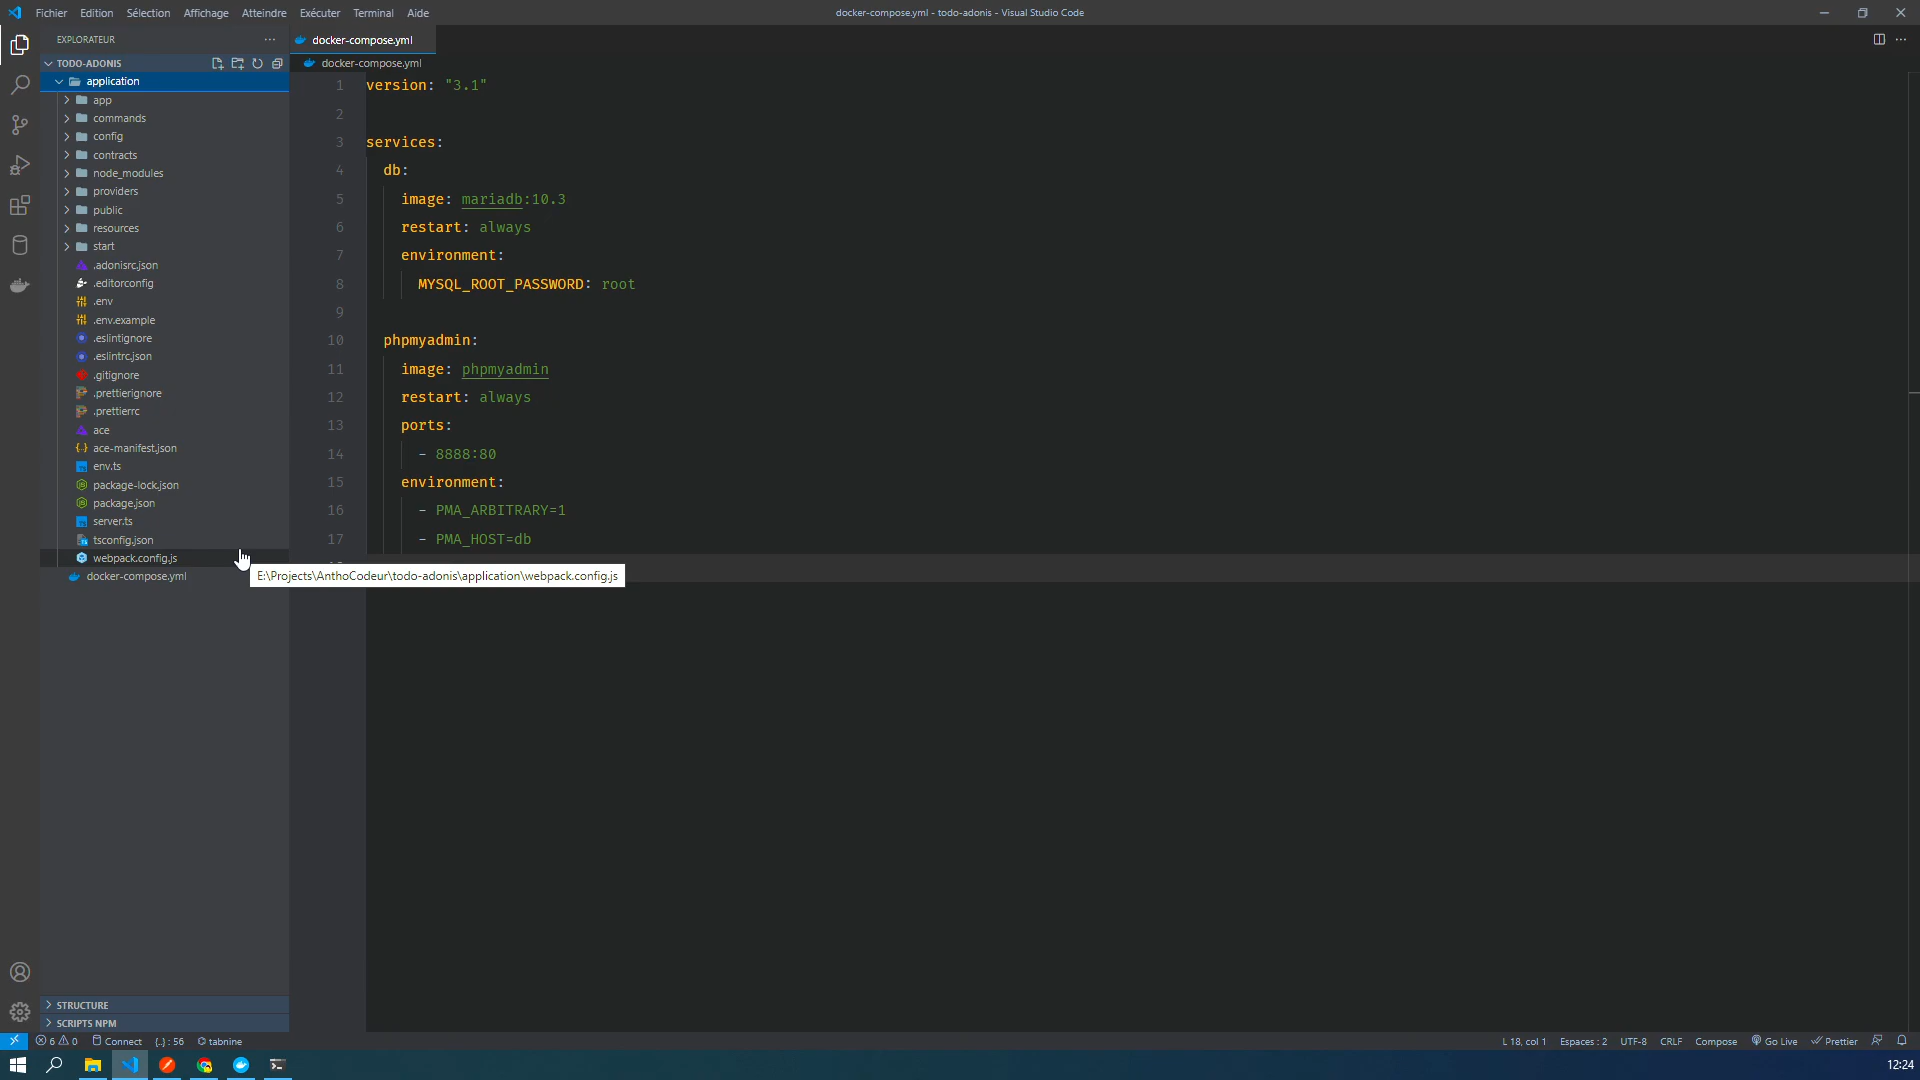 Fichier Edition Sélection Affichage Atteindre Exécuter Terminal Aide
docker-compose.yml - todo-adonis - Visual Studio Code
EXPLORATEUR
docker-compose.yml
TODO-ADONIS
docker-compose.yml
application
app
commands
config
contracts
node_modules
providers
public
resources
start
.adonisrc.json
.editorconfig
.env
.env.example
.eslintignore
.eslintrc.json
.gitignore
.prettierignore
.prettierrc
ace
ace-manifest.json
env.ts
package-lock.json
package.json
server.ts
tsconfig.json
webpack.config.js
docker-compose.yml
1 version: "3.1"
2
3 services:
4 db:
5 image: mariadb:10.3
6 restart: always
7 environment:
8 MYSQL_ROOT_PASSWORD: root
9
10 phpmyadmin:
11 image: phpmyadmin
12 restart: always
13 ports:
14 - 8888:80
15 environment:
16 - PMA_ARBITRARY=1
17 - PMA_HOST=db
E:\Projects\AnthoCodeur\todo-adonis\application\webpack.config.js
STRUCTURE
SCRIPTS NPM
6 0 Connect {..} : 56 tabnine
L 18, col 1 Espaces : 2 UTF-8 CRLF Compose Go Live Prettier
12:24